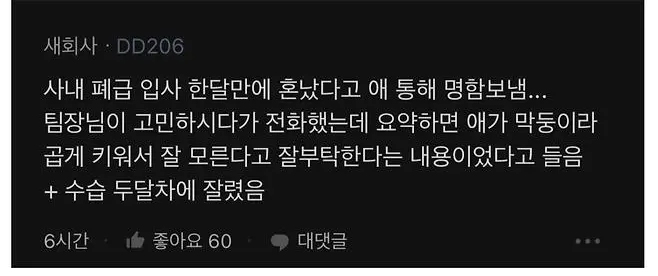 새회사 · DD206
사내 폐급 입사 한달만에 혼났다고 애 통해 명함보냄...
팀장님이 고민하시다가 전화했는데 요약하면 애가 막둥이라
곱게 키워서 잘 모른다고 잘부탁한다는 내용이었다고 들음
+ 수습 두달차에 잘렸음
6시간 · 좋아요 60 · 대댓글